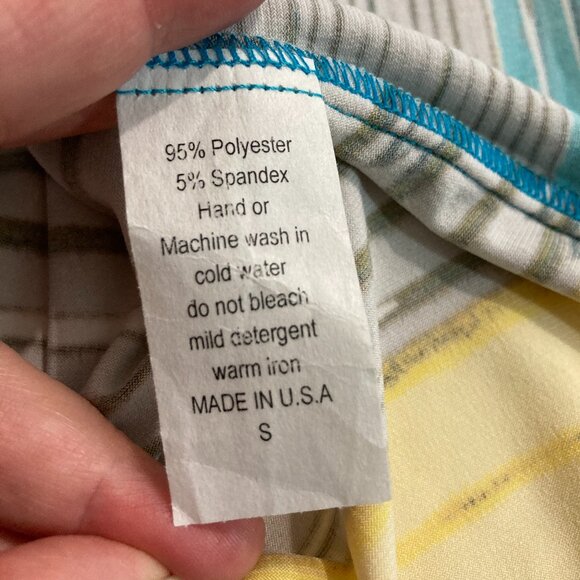 95% Polyester
5% Spandex
Hand or
Machine wash in
cold water
do not bleach
mild detergent
warm iron
MADE IN U.S.A
S